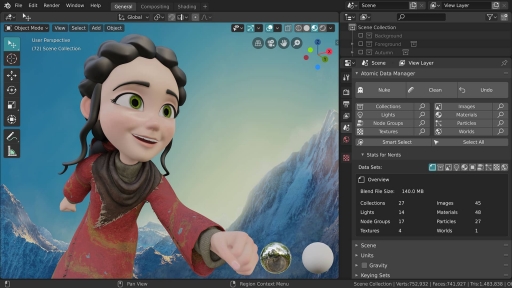 File Edit Render Window Help
General Compositing Shading
Scene
View Layer
Global
Object Mode View Select Add Object
User Perspective
(72) Scene Collection
Scene Collection
Background
Foreground
Autumn
Scene View Layer
Atomic Data Manager
Nuke Clean Undo
Collections Images
Lights Materials
Node Groups Particles
Textures Worlds
Smart Select Select All
Stats for Nerds
Data Sets:
Overview
Blend File Size: 140.0 MB
Collections 27 Images 45
Lights 14 Materials 48
Node Groups 17 Particles 27
Textures 4 Worlds 1
Scene
Units
Gravity
Keying Sets
Pan View Region Context Menu
Scene Collection | Verts:752,932 | Faces:741,927 | Tris:1,483,838